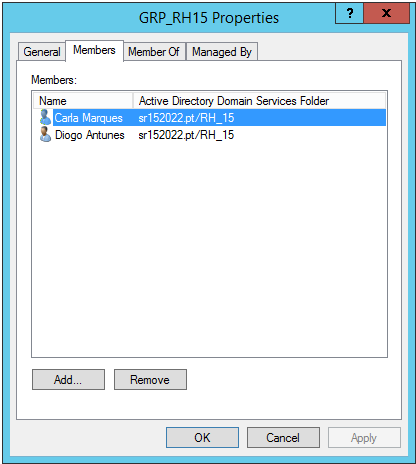 GRP_RH15 Properties
? x
General Members Member Of Managed By
Members:
Name Active Directory Domain Services Folder
Carla Marques sr152022.pt/RH_15
Diogo Antunes sr152022.pt/RH_15
Add... Remove
OK Cancel Apply